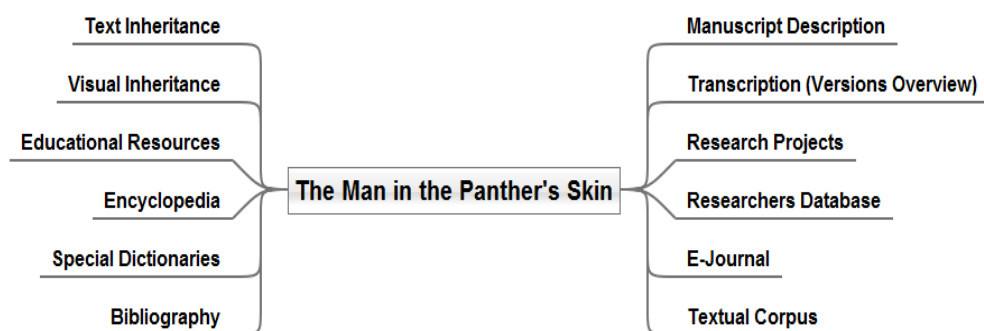 Text Inheritance
Visual Inheritance
Educational Resources
Encyclopedia
Special Dictionaries
Bibliography
The Man in the Panther's Skin
Manuscript Description
Transcription (Versions Overview)
Research Projects
Researchers Database
E-Journal
Textual Corpus